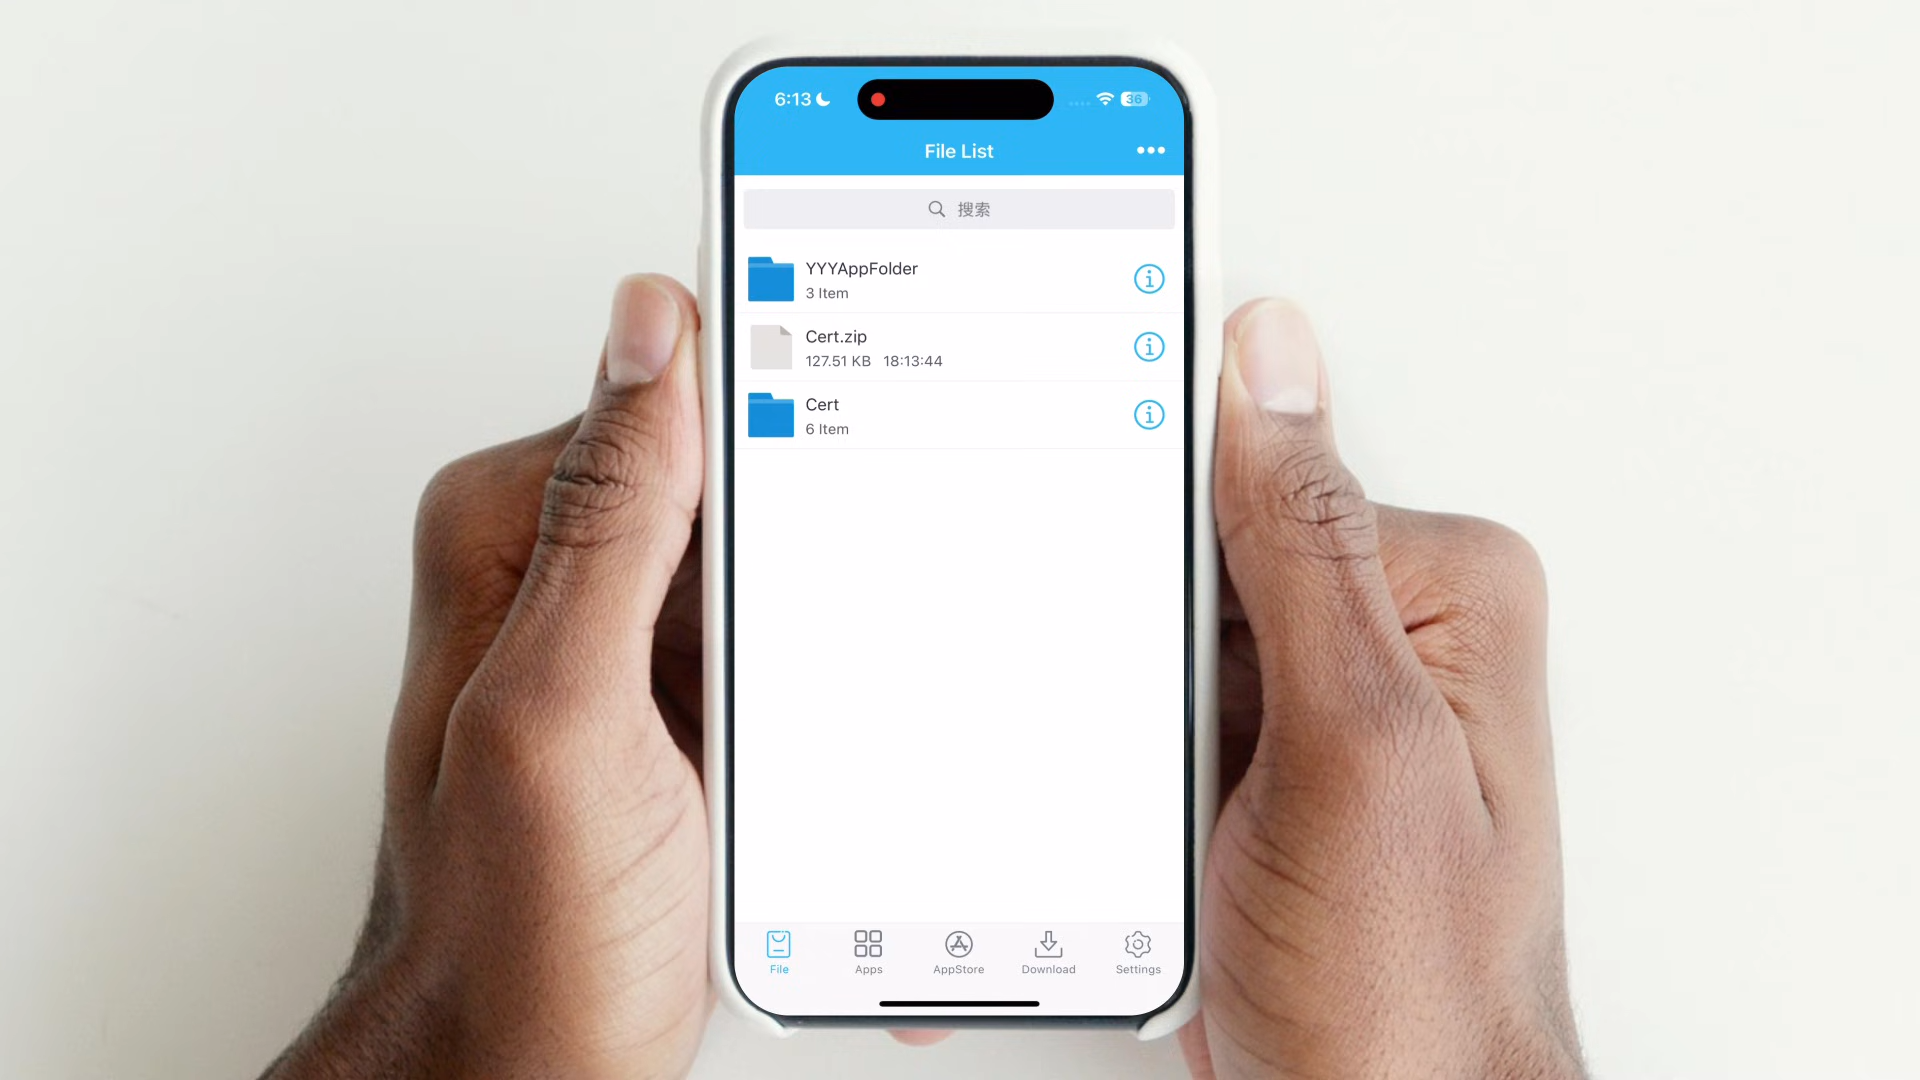 6:13
36
File List
搜索
YYYAppFolder
3 Item
Cert.zip
127.51 KB 18:13:44
Cert
6 Item
File
Apps
AppStore
Download
Settings